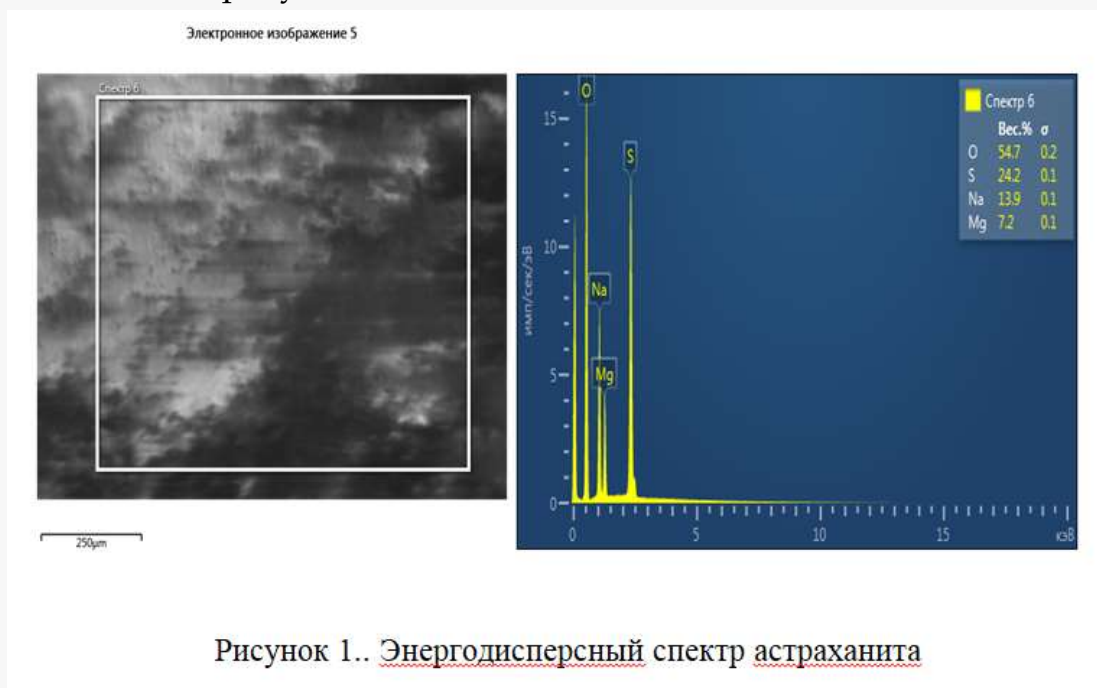 Электронное изображение 5
Спектр 6
250µm
имп/сек/эВ
15
10
5
0
O
S
Na
Mg
0
5
10
15
кэВ
Спектр 6
Вес.% σ
O 54.7 0.2
S 24.2 0.1
Na 13.9 0.1
Mg 7.2 0.1
Рисунок 1.. Энергодисперсный спектр астраханита